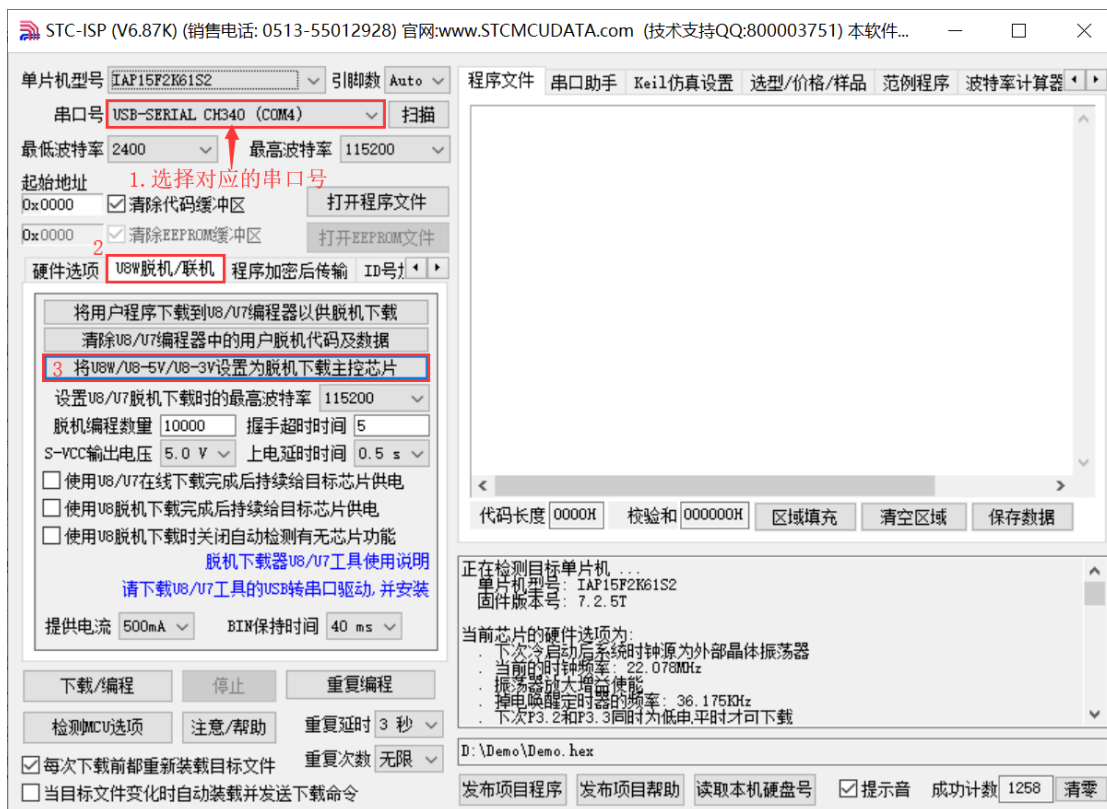 STC-ISP (V6.87K) (销售电话: 0513-55012928) 官网:www.STCMCUDATA.com (技术支持QQ:800003751) 本软件...
单片机型号 IAP15F2K61S2 引脚数 Auto
串口号 USB-SERIAL CH340 (COM4) 扫描
最低波特率 2400 最高波特率 115200
1.选择对应的串口号
起始地址
0x0000 清除代码缓冲区 打开程序文件
0x0000 清除EEPROM缓冲区 打开EEPROM文件
2
硬件选项 U8W脱机/联机 程序加密后传输 ID号
将用户程序下载到U8/U7编程器以供脱机下载
清除U8/U7编程器中的用户脱机代码及数据
3 将U8W/U8-5V/U8-3V设置为脱机下载主控芯片
设置U8/U7脱机下载时的最高波特率 115200
脱机编程数量 10000 握手超时时间 5
S-VCC输出电压 5.0 V 上电延时时间 0.5 s
使用U8/U7在线下载完成后持续给目标芯片供电
使用U8脱机下载完成后持续给目标芯片供电
使用U8脱机下载时关闭自动检测有无芯片功能
脱机下载器U8/U7工具使用说明
请下载U8/U7工具的USB转串口驱动,并安装
提供电流 500mA BIN保持时间 40 ms
下载/编程 停止 重复编程
检测MCU选项 注意/帮助 重复延时 3 秒
重复次数 无限
每次下载前都重新装载目标文件
当目标文件变化时自动装载并发送下载命令
程序文件 串口助手 Keil仿真设置 选型/价格/样品 范例程序 波特率计算器
代码长度 0000H 校验和 000000H 区域填充 清空区域 保存数据
正在检测目标单片机 ...
单片机型号: IAP15F2K61S2
固件版本号: 7.2.5T
当前芯片的硬件选项为:
. 下次冷启动后系统时钟源为外部晶体振荡器
. 当前的时钟频率: 22.078MHz
. 振荡器放大增益使能
. 掉电唤醒定时器的频率: 36.175KHz
. 下次P3.2和P3.3同时为低电平时才可下载
D:\Demo\Demo.hex
发布项目程序 发布项目帮助 读取本机硬盘号 提示音 成功计数 1258 清零